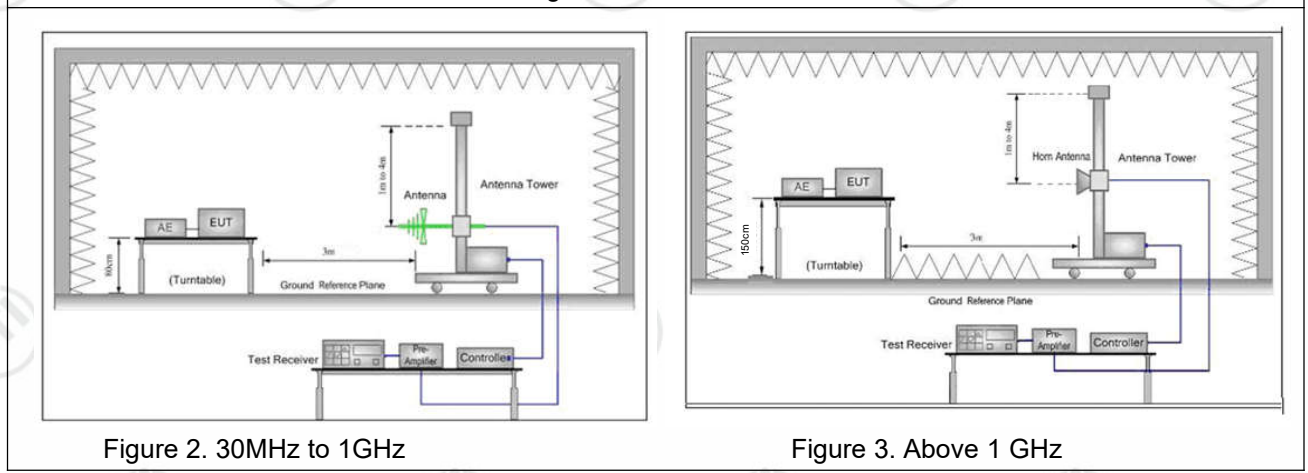 1m to 4m
Antenna
Antenna Tower
AE
EUT
80cm
(Turntable)
3m
Ground Reference Plane
Test Receiver
Pre-
Amplifier
Controller
Figure 2. 30MHz to 1GHz
1m to 4m
Horn Antenna
Antenna Tower
AE
EUT
150cm
(Turntable)
3m
Ground Reference Plane
Test Receiver
Pre-
Amplifier
Controller
Figure 3. Above 1 GHz